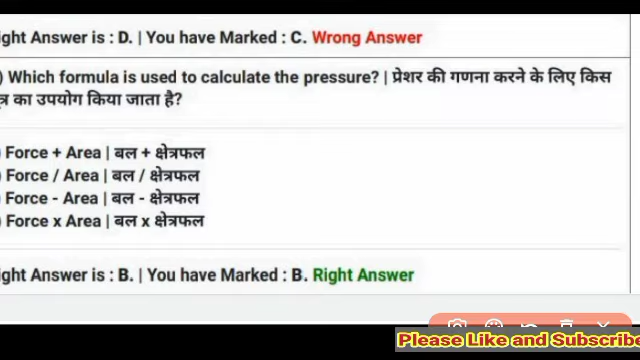 ight Answer is : D. | You have Marked : C. Wrong Answer
) Which formula is used to calculate the pressure? | प्रेशर की गणना करने के लिए किस
त्र का उपयोग किया जाता है?
) Force + Area | बल + क्षेत्रफल
) Force / Area | बल / क्षेत्रफल
) Force - Area | बल - क्षेत्रफल
) Force x Area | बल x क्षेत्रफल
ight Answer is : B. | You have Marked : B. Right Answer
Please Like and Subscribe